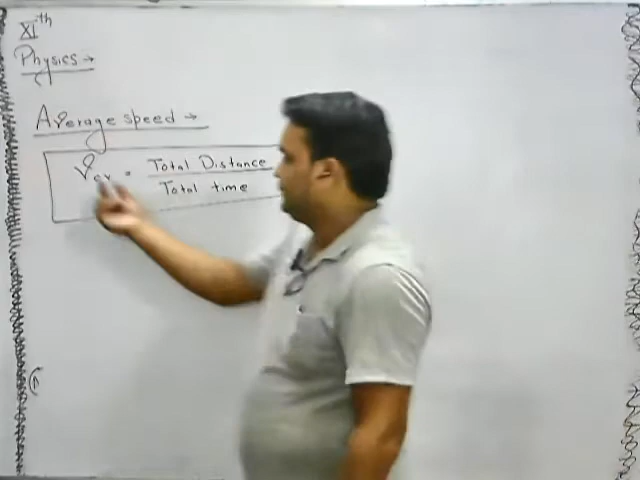 XIth
Physics →
Average speed →
Vav = Total Distance
Total time